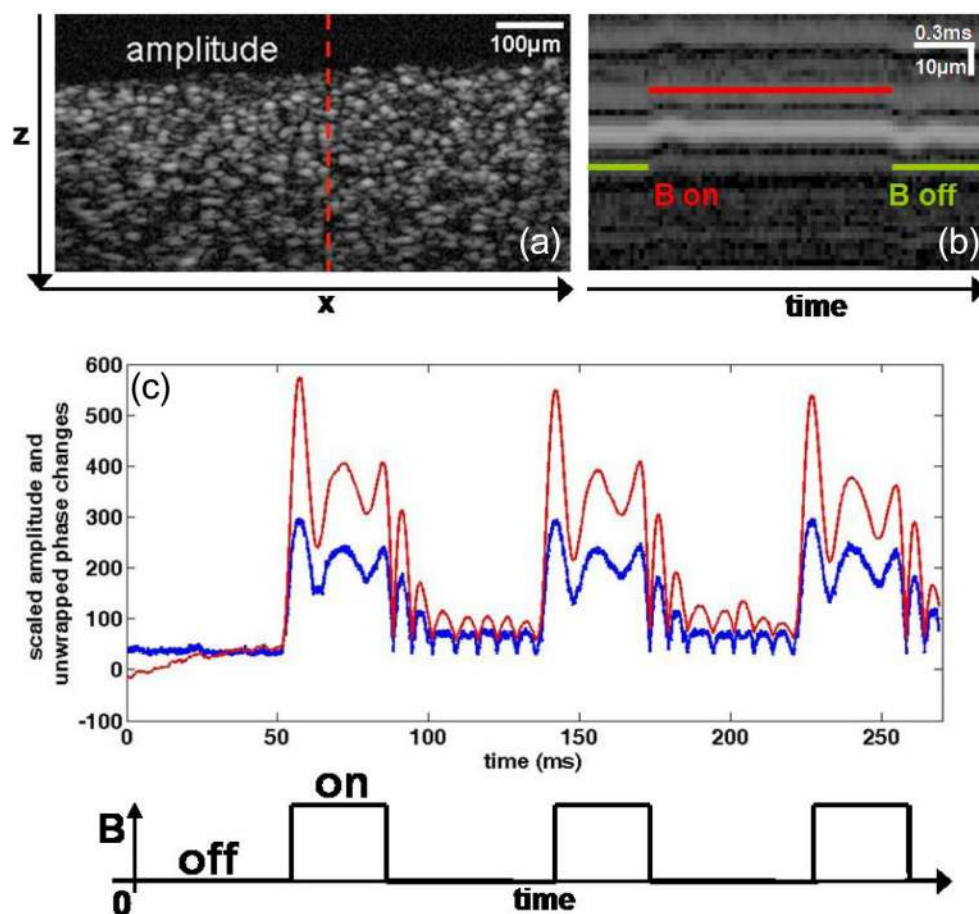 amplitude
100µm
(a)
z
x
0.3ms
10µm
B on
B off
(b)
time
(c)
600
500
400
300
200
100
0
-100
scaled amplitude and
unwrapped phase changes
0
50
100
150
200
250
time (ms)
on
B
off
0
time